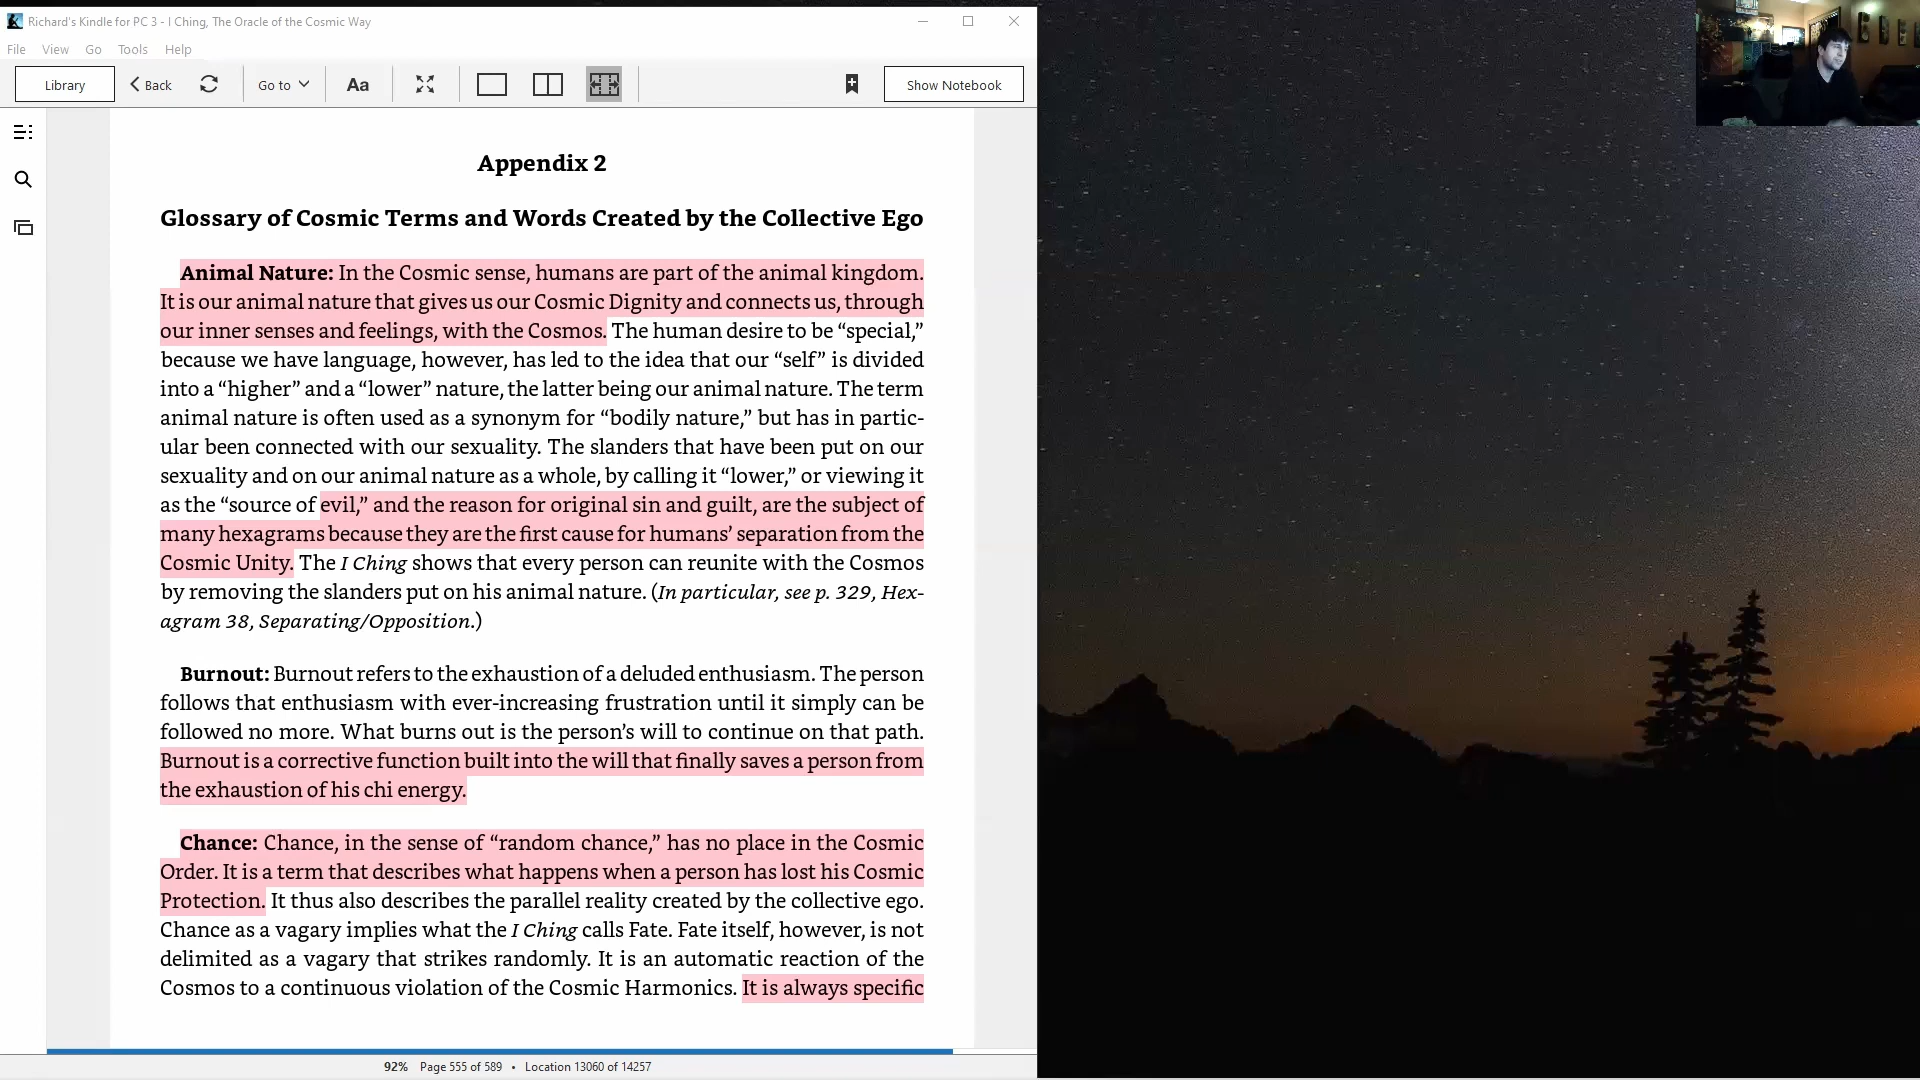 Richard's Kindle for PC 3 - I Ching, The Oracle of the Cosmic Way
File View Go Tools Help
Library Back Go to Aa Show Notebook
Appendix 2
Glossary of Cosmic Terms and Words Created by the Collective Ego
Animal Nature: In the Cosmic sense, humans are part of the animal kingdom.
It is our animal nature that gives us our Cosmic Dignity and connects us, through
our inner senses and feelings, with the Cosmos. The human desire to be “special,”
because we have language, however, has led to the idea that our “self” is divided
into a “higher” and a “lower” nature, the latter being our animal nature. The term
animal nature is often used as a synonym for “bodily nature,” but has in partic-
ular been connected with our sexuality. The slanders that have been put on our
sexuality and on our animal nature as a whole, by calling it “lower,” or viewing it
as the “source of evil,” and the reason for original sin and guilt, are the subject of
many hexagrams because they are the first cause for humans’ separation from the
Cosmic Unity. The I Ching shows that every person can reunite with the Cosmos
by removing the slanders put on his animal nature. (In particular, see p. 329, Hex-
agram 38, Separating/Opposition.)
Burnout: Burnout refers to the exhaustion of a deluded enthusiasm. The person
follows that enthusiasm with ever-increasing frustration until it simply can be
followed no more. What burns out is the person’s will to continue on that path.
Burnout is a corrective function built into the will that finally saves a person from
the exhaustion of his chi energy.
Chance: Chance, in the sense of “random chance,” has no place in the Cosmic
Order. It is a term that describes what happens when a person has lost his Cosmic
Protection. It thus also describes the parallel reality created by the collective ego.
Chance as a vagary implies what the I Ching calls Fate. Fate itself, however, is not
delimited as a vagary that strikes randomly. It is an automatic reaction of the
Cosmos to a continuous violation of the Cosmic Harmonics. It is always specific
92% Page 555 of 589 • Location 13060 of 14257